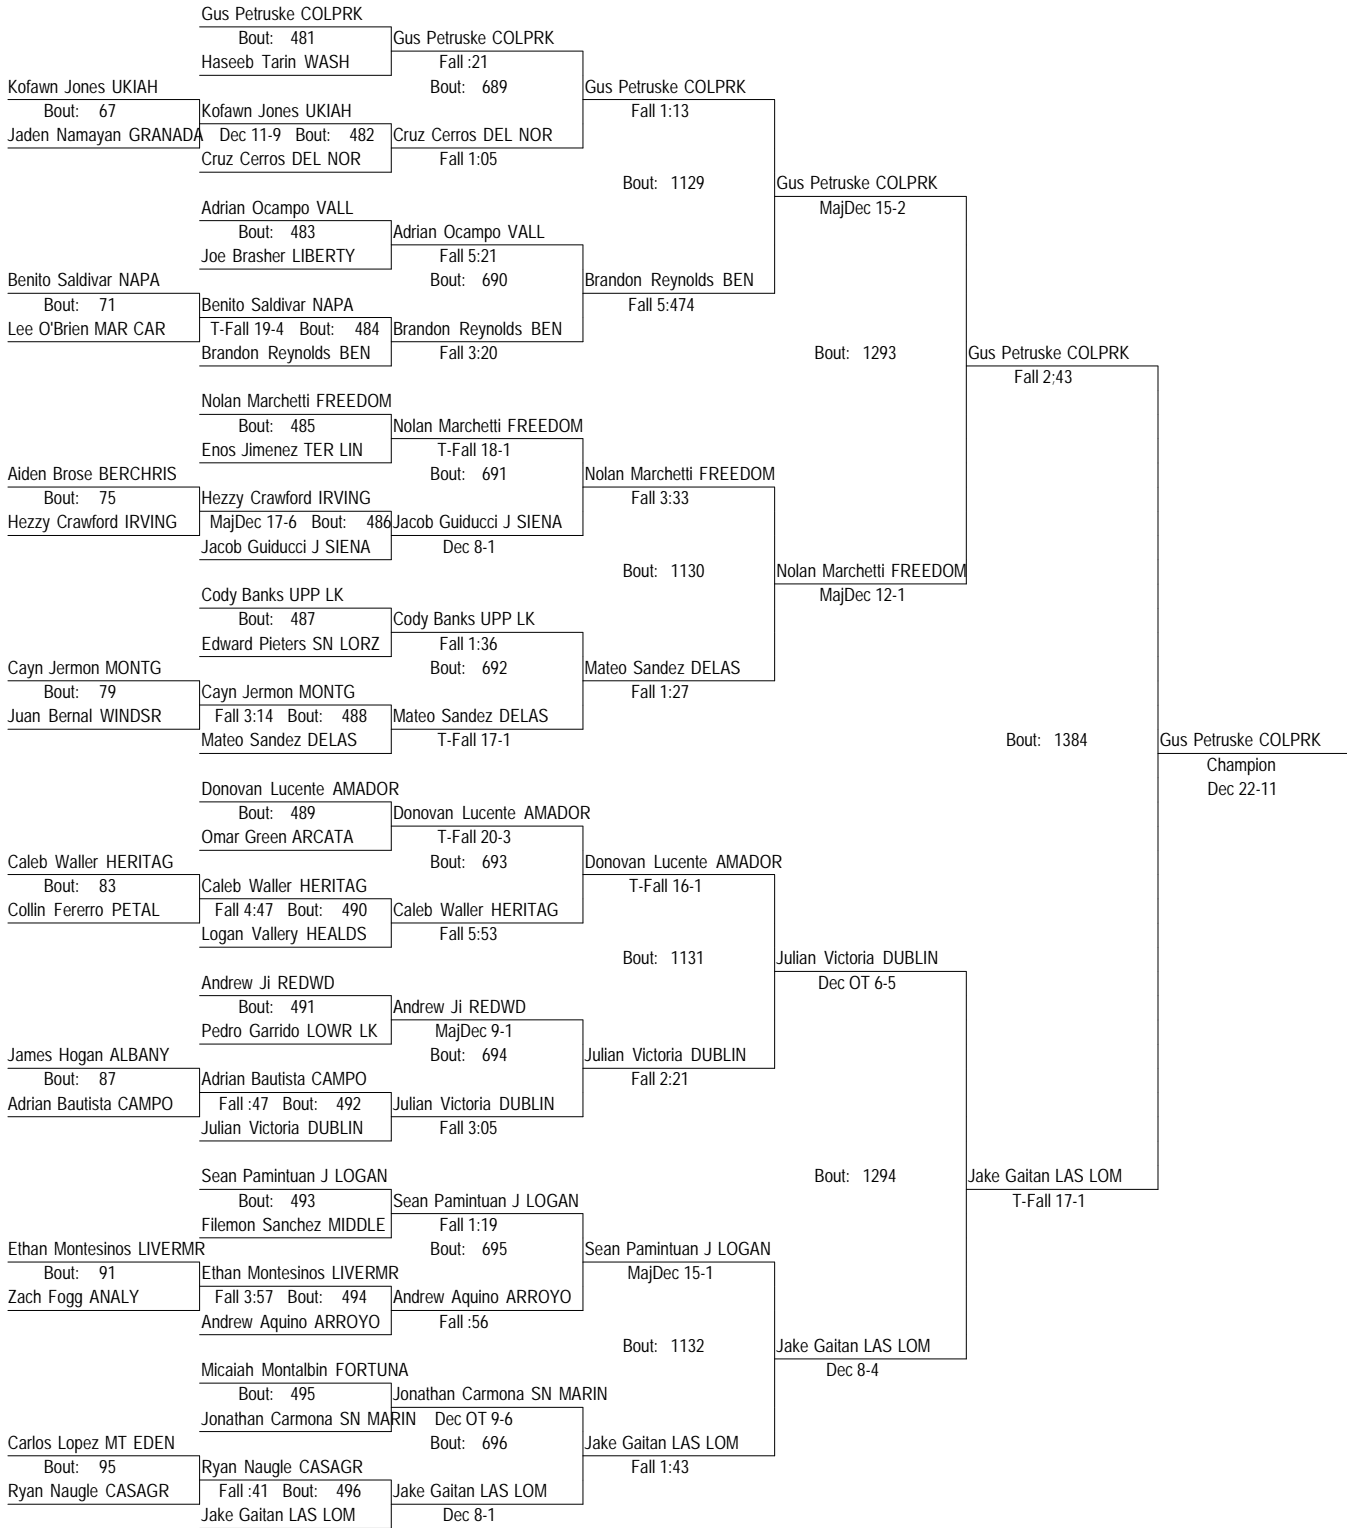 Gus Petruske COLPRK
Bout: 481
Gus Petruske COLPRK
Haseeb Tarin WASH
Fall :21
Kofawn Jones UKIAH
Bout: 689
Gus Petruske COLPRK
Bout: 67
Kofawn Jones UKIAH
Fall 1:13
Jaden Namayan GRANADA
Dec 11-9 Bout: 482
Cruz Cerros DEL NOR
Cruz Cerros DEL NOR
Fall 1:05
Bout: 1129
Gus Petruske COLPRK
Adrian Ocampo VALL
MajDec 15-2
Bout: 483
Adrian Ocampo VALL
Joe Brasher LIBERTY
Fall 5:21
Benito Saldivar NAPA
Bout: 690
Brandon Reynolds BEN
Bout: 71
Benito Saldivar NAPA
Fall 5:474
Lee O'Brien MAR CAR
T-Fall 19-4 Bout: 484
Brandon Reynolds BEN
Brandon Reynolds BEN
Fall 3:20
Bout: 1293
Gus Petruske COLPRK
Fall 2;43
Nolan Marchetti FREEDOM
Bout: 485
Nolan Marchetti FREEDOM
Enos Jimenez TER LIN
T-Fall 18-1
Aiden Brose BERCHRIS
Bout: 691
Nolan Marchetti FREEDOM
Bout: 75
Hezzy Crawford IRVING
Fall 3:33
Hezzy Crawford IRVING
MajDec 17-6 Bout: 486
Jacob Guiducci J SIENA
Jacob Guiducci J SIENA
Dec 8-1
Bout: 1130
Nolan Marchetti FREEDOM
Cody Banks UPP LK
MajDec 12-1
Bout: 487
Cody Banks UPP LK
Edward Pieters SN LORZ
Fall 1:36
Cayn Jermon MONTG
Bout: 692
Mateo Sandez DELAS
Bout: 79
Cayn Jermon MONTG
Fall 1:27
Juan Bernal WINDSR
Fall 3:14 Bout: 488
Mateo Sandez DELAS
Mateo Sandez DELAS
T-Fall 17-1
Bout: 1384
Gus Petruske COLPRK
Champion
Dec 22-11
Donovan Lucente AMADOR
Bout: 489
Donovan Lucente AMADOR
Omar Green ARCATA
T-Fall 20-3
Caleb Waller HERITAG
Bout: 693
Donovan Lucente AMADOR
Bout: 83
Caleb Waller HERITAG
T-Fall 16-1
Collin Fererro PETAL
Fall 4:47 Bout: 490
Caleb Waller HERITAG
Logan Vallery HEALDS
Fall 5:53
Bout: 1131
Julian Victoria DUBLIN
Andrew Ji REDWD
Dec OT 6-5
Bout: 491
Andrew Ji REDWD
Pedro Garrido LOWR LK
MajDec 9-1
James Hogan ALBANY
Bout: 694
Julian Victoria DUBLIN
Bout: 87
Adrian Bautista CAMPO
Fall 2:21
Adrian Bautista CAMPO
Fall :47 Bout: 492
Julian Victoria DUBLIN
Julian Victoria DUBLIN
Fall 3:05
Bout: 1294
Jake Gaitan LAS LOM
T-Fall 17-1
Sean Pamintuan J LOGAN
Bout: 493
Sean Pamintuan J LOGAN
Filemon Sanchez MIDDLE
Fall 1:19
Ethan Montesinos LIVERMR
Bout: 695
Sean Pamintuan J LOGAN
Bout: 91
Ethan Montesinos LIVERMR
MajDec 15-1
Zach Fogg ANALY
Fall 3:57 Bout: 494
Andrew Aquino ARROYO
Andrew Aquino ARROYO
Fall :56
Bout: 1132
Jake Gaitan LAS LOM
Micaiah Montalbin FORTUNA
Dec 8-4
Bout: 495
Jonathan Carmona SN MARIN
Jonathan Carmona SN MARIN
Dec OT 9-6
Carlos Lopez MT EDEN
Bout: 696
Jake Gaitan LAS LOM
Bout: 95
Ryan Naugle CASAGR
Fall 1:43
Ryan Naugle CASAGR
Fall :41 Bout: 496
Jake Gaitan LAS LOM
Jake Gaitan LAS LOM
Dec 8-1